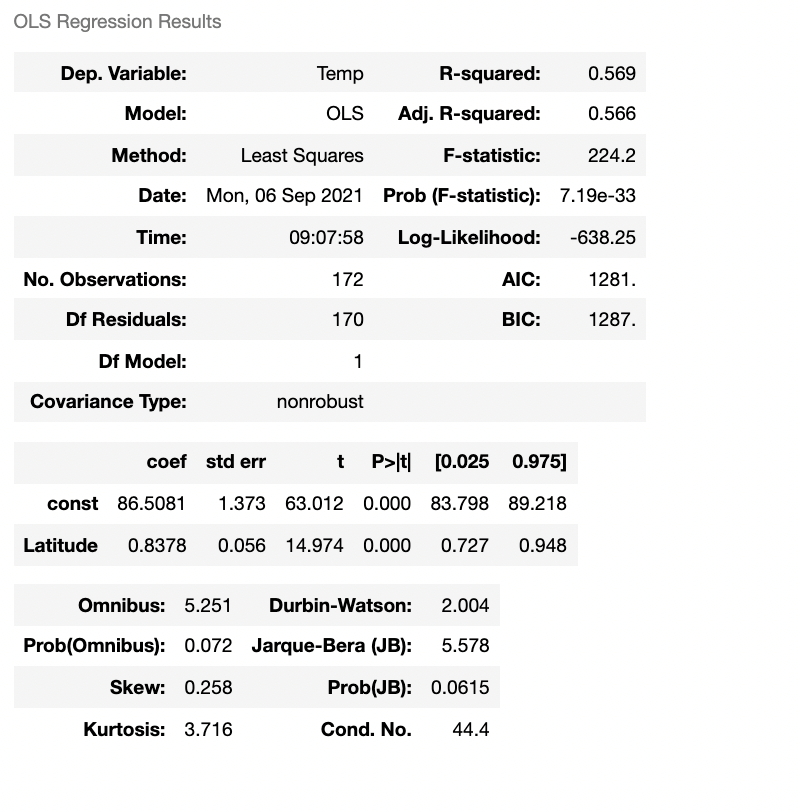 OLS Regression Results
Dep. Variable: Temp R-squared: 0.569
Model: OLS Adj. R-squared: 0.566
Method: Least Squares F-statistic: 224.2
Date: Mon, 06 Sep 2021 Prob (F-statistic): 7.19e-33
Time: 09:07:58 Log-Likelihood: -638.25
No. Observations: 172 AIC: 1281.
Df Residuals: 170 BIC: 1287.
Df Model: 1
Covariance Type: nonrobust
coef std err t P>|t| [0.025 0.975]
const 86.5081 1.373 63.012 0.000 83.798 89.218
Latitude 0.8378 0.056 14.974 0.000 0.727 0.948
Omnibus: 5.251 Durbin-Watson: 2.004
Prob(Omnibus): 0.072 Jarque-Bera (JB): 5.578
Skew: 0.258 Prob(JB): 0.0615
Kurtosis: 3.716 Cond. No. 44.4